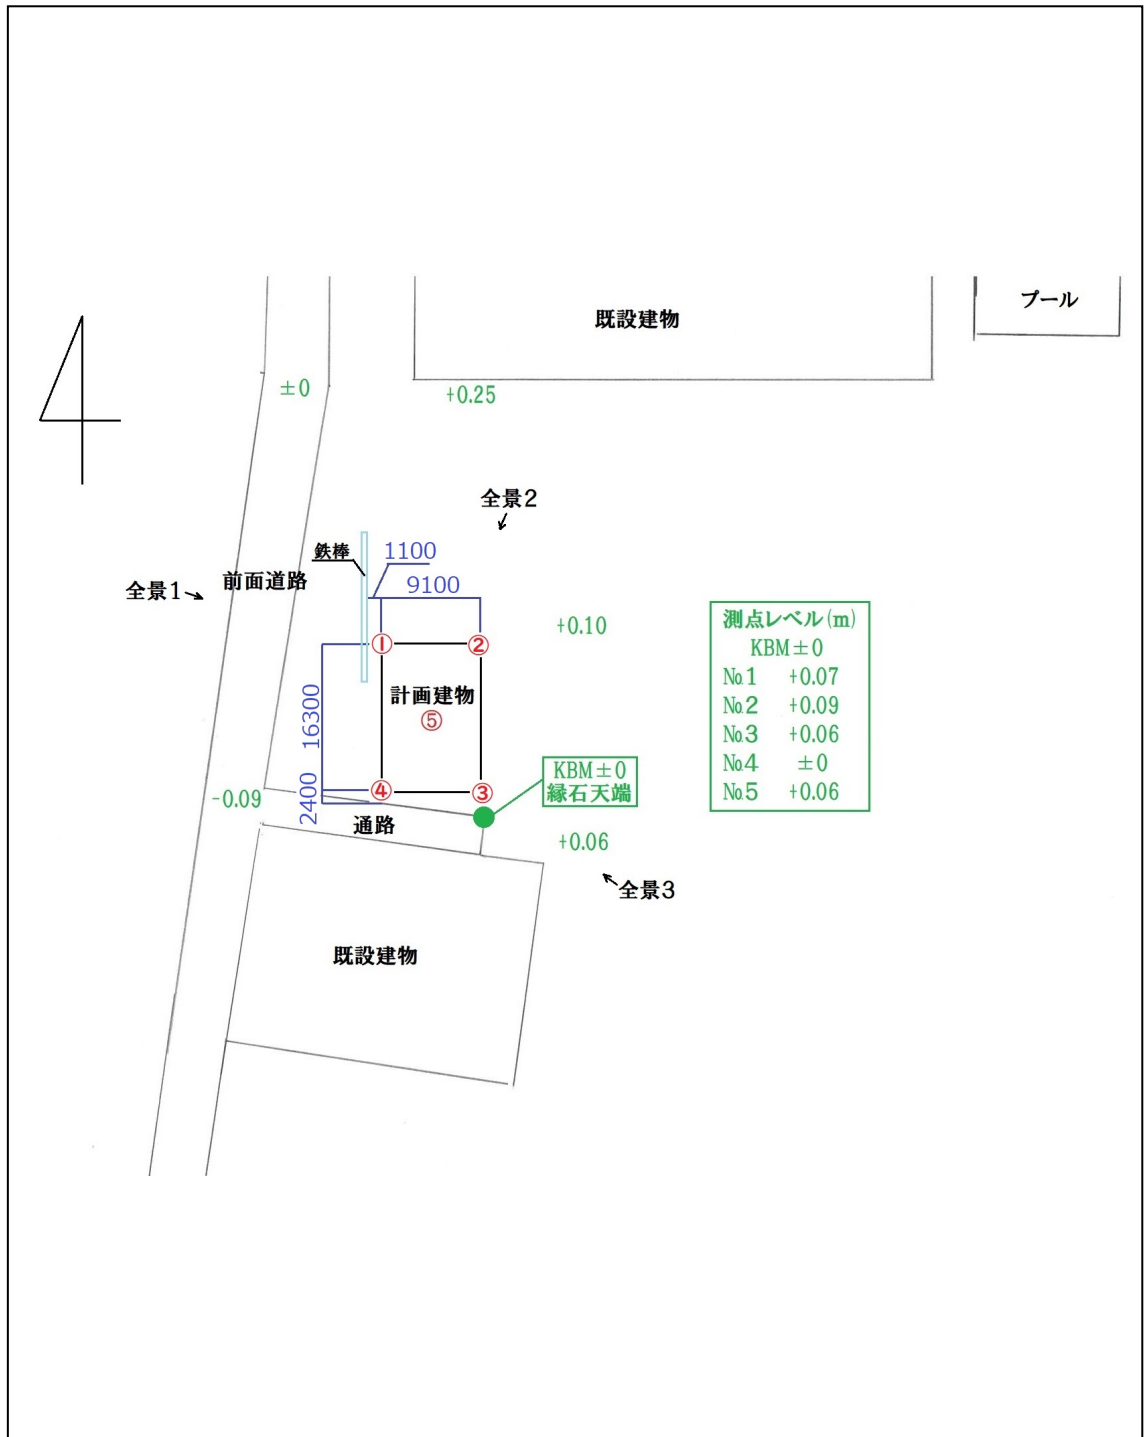 プール
既設建物
±0
+0.25
全景2
鉄棒
1100
9100
前面道路
全景1
+0.10
①
②
計画建物
⑤
16300
2400
④
③
-0.09
通路
KBM±0
縁石天端
+0.06
全景3
既設建物
測点レベル(m)
KBM±0
№1 +0.07
№2 +0.09
№3 +0.06
№4 ±0
№5 +0.06